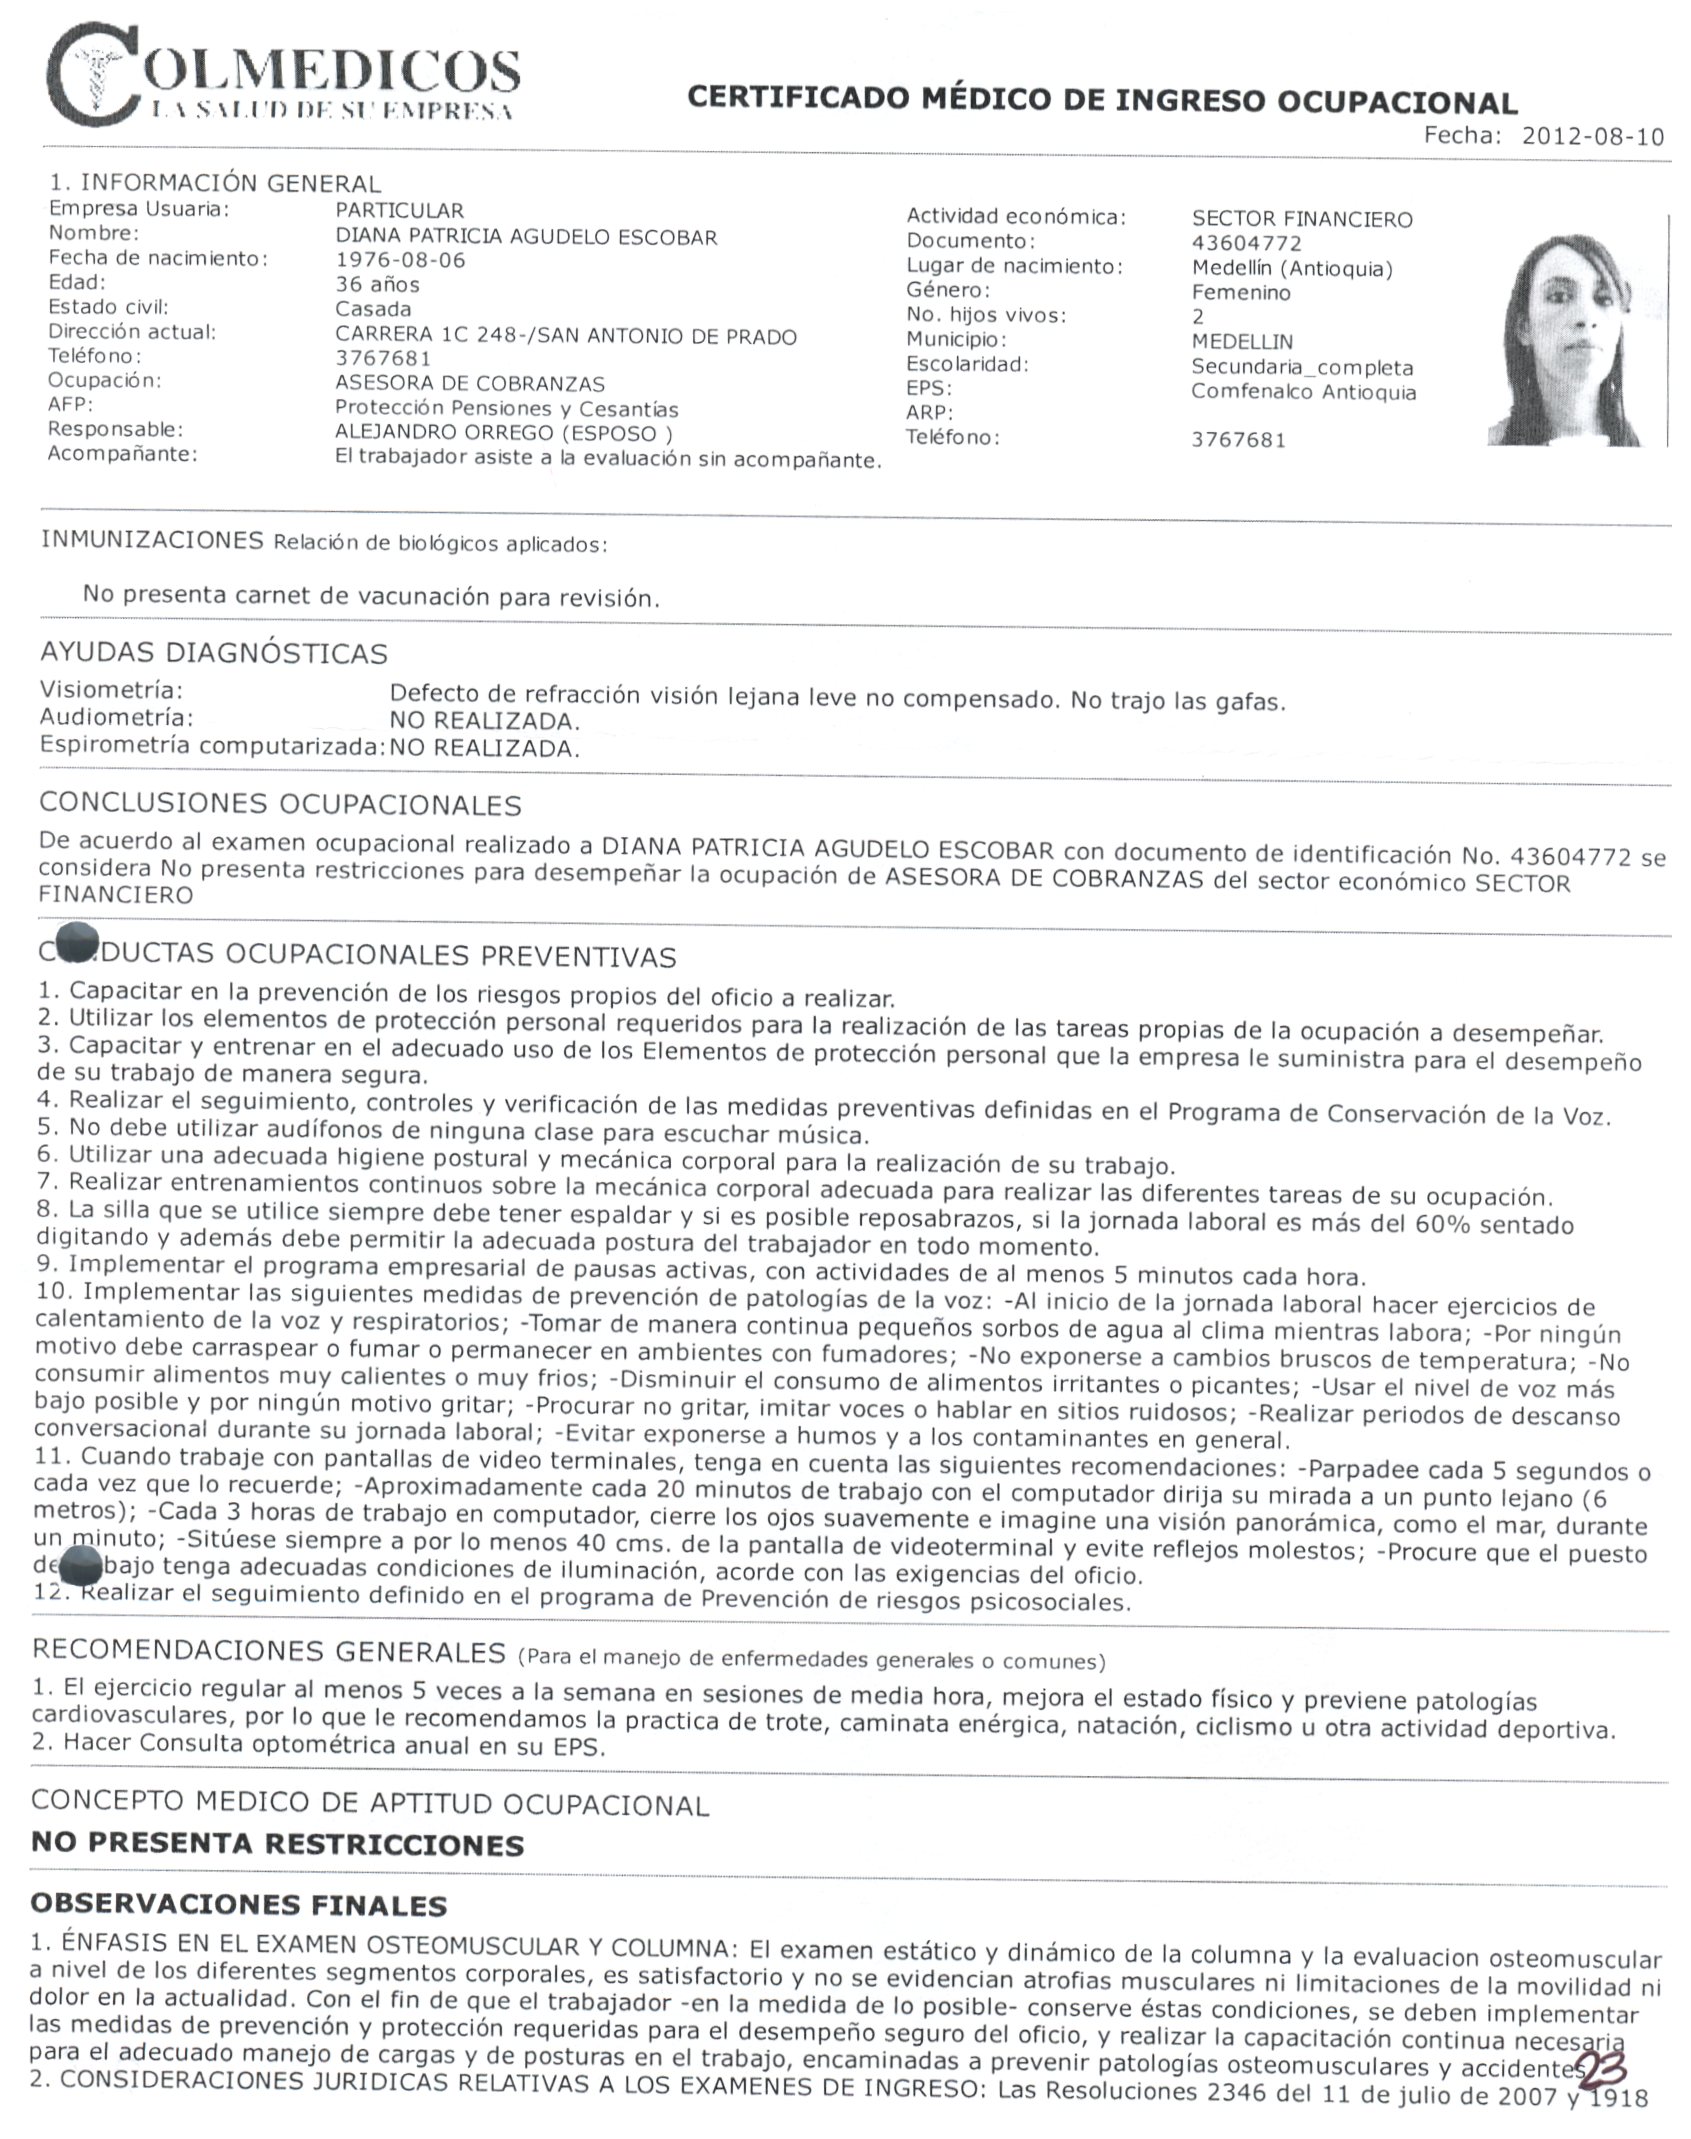 COLMEDICOS
LA SALUD DE SU EMPRESA
CERTIFICADO MÉDICO DE INGRESO OCUPACIONAL
Fecha: 2012-08-10
1. INFORMACIÓN GENERAL
Empresa Usuaria: PARTICULAR
Nombre: DIANA PATRICIA AGUDELO ESCOBAR
Fecha de nacimiento: 1976-08-06
Edad: 36 años
Estado civil: Casada
Dirección actual: CARRERA 1C 248-/SAN ANTONIO DE PRADO
Teléfono: 3767681
Ocupación: ASESORA DE COBRANZAS
AFP: Protección Pensiones y Cesantías
Responsable: ALEJANDRO ORREGO (ESPOSO )
Acompañante: El trabajador asiste a la evaluación sin acompañante.
Actividad económica: SECTOR FINANCIERO
Documento: 43604772
Lugar de nacimiento: Medellín (Antioquia)
Género: Femenino
No. hijos vivos: 2
Municipio: MEDELLIN
Escolaridad: Secundaria_completa
EPS: Comfenalco Antioquia
ARP:
Teléfono: 3767681
INMUNIZACIONES Relación de biológicos aplicados:
No presenta carnet de vacunación para revisión.
AYUDAS DIAGNÓSTICAS
Visiometría: Defecto de refracción visión lejana leve no compensado. No trajo las gafas.
Audiometría: NO REALIZADA.
Espirometría computarizada: NO REALIZADA.
CONCLUSIONES OCUPACIONALES
De acuerdo al examen ocupacional realizado a DIANA PATRICIA AGUDELO ESCOBAR con documento de identificación No. 43604772 se
considera No presenta restricciones para desempeñar la ocupación de ASESORA DE COBRANZAS del sector económico SECTOR
FINANCIERO
C DUCTAS OCUPACIONALES PREVENTIVAS
1. Capacitar en la prevención de los riesgos propios del oficio a realizar.
2. Utilizar los elementos de protección personal requeridos para la realización de las tareas propias de la ocupación a desempeñar.
3. Capacitar y entrenar en el adecuado uso de los Elementos de protección personal que la empresa le suministra para el desempeño
de su trabajo de manera segura.
4. Realizar el seguimiento, controles y verificación de las medidas preventivas definidas en el Programa de Conservación de la Voz.
5. No debe utilizar audífonos de ninguna clase para escuchar música.
6. Utilizar una adecuada higiene postural y mecánica corporal para la realización de su trabajo.
7. Realizar entrenamientos continuos sobre la mecánica corporal adecuada para realizar las diferentes tareas de su ocupación.
8. La silla que se utilice siempre debe tener espaldar y si es posible reposabrazos, si la jornada laboral es más del 60% sentado
digitando y además debe permitir la adecuada postura del trabajador en todo momento.
9. Implementar el programa empresarial de pausas activas, con actividades de al menos 5 minutos cada hora.
10. Implementar las siguientes medidas de prevención de patologías de la voz: -Al inicio de la jornada laboral hacer ejercicios de
calentamiento de la voz y respiratorios; -Tomar de manera continua pequeños sorbos de agua al clima mientras labora; -Por ningún
motivo debe carraspear o fumar o permanecer en ambientes con fumadores; -No exponerse a cambios bruscos de temperatura; -No
consumir alimentos muy calientes o muy frios; -Disminuir el consumo de alimentos irritantes o picantes; -Usar el nivel de voz más
bajo posible y por ningún motivo gritar; -Procurar no gritar, imitar voces o hablar en sitios ruidosos; -Realizar periodos de descanso
conversacional durante su jornada laboral; -Evitar exponerse a humos y a los contaminantes en general.
11. Cuando trabaje con pantallas de video terminales, tenga en cuenta las siguientes recomendaciones: -Parpadee cada 5 segundos o
cada vez que lo recuerde; -Aproximadamente cada 20 minutos de trabajo con el computador dirija su mirada a un punto lejano (6
metros); -Cada 3 horas de trabajo en computador, cierre los ojos suavemente e imagine una visión panorámica, como el mar, durante
un minuto; -Sitúese siempre a por lo menos 40 cms. de la pantalla de videoterminal y evite reflejos molestos; -Procure que el puesto
de bajo tenga adecuadas condiciones de iluminación, acorde con las exigencias del oficio.
12. Realizar el seguimiento definido en el programa de Prevención de riesgos psicosociales.
RECOMENDACIONES GENERALES (Para el manejo de enfermedades generales o comunes)
1. El ejercicio regular al menos 5 veces a la semana en sesiones de media hora, mejora el estado físico y previene patologías
cardiovasculares, por lo que le recomendamos la practica de trote, caminata enérgica, natación, ciclismo u otra actividad deportiva.
2. Hacer Consulta optométrica anual en su EPS.
CONCEPTO MEDICO DE APTITUD OCUPACIONAL
NO PRESENTA RESTRICCIONES
OBSERVACIONES FINALES
1. ÉNFASIS EN EL EXAMEN OSTEOMUSCULAR Y COLUMNA: El examen estático y dinámico de la columna y la evaluacion osteomuscular
a nivel de los diferentes segmentos corporales, es satisfactorio y no se evidencian atrofias musculares ni limitaciones de la movilidad ni
dolor en la actualidad. Con el fin de que el trabajador -en la medida de lo posible- conserve éstas condiciones, se deben implementar
las medidas de prevención y protección requeridas para el desempeño seguro del oficio, y realizar la capacitación continua necesaria
para el adecuado manejo de cargas y de posturas en el trabajo, encaminadas a prevenir patologías osteomusculares y accidentes
23
2. CONSIDERACIONES JURIDICAS RELATIVAS A LOS EXAMENES DE INGRESO: Las Resoluciones 2346 del 11 de julio de 2007 y 1918